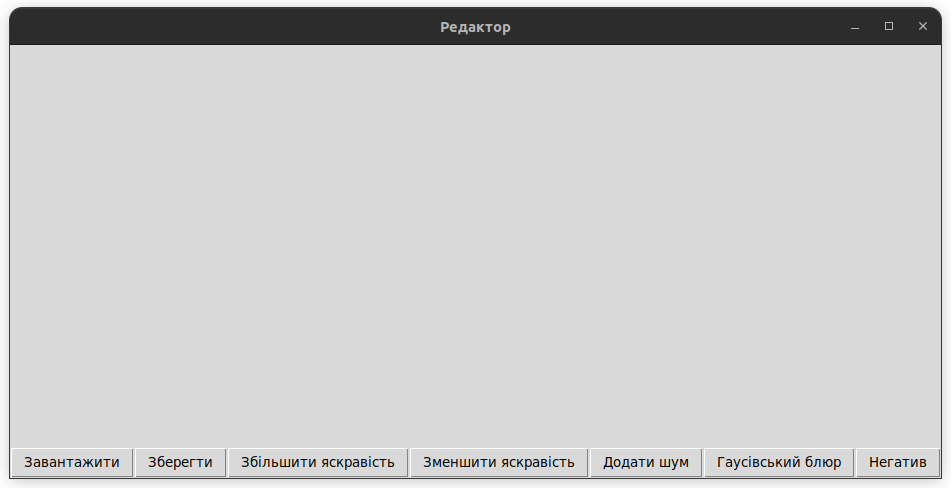 Редактор
Завантажити Зберегти Збільшити яскравість Зменшити яскравість Додати шум Гаусівський блюр Негатив